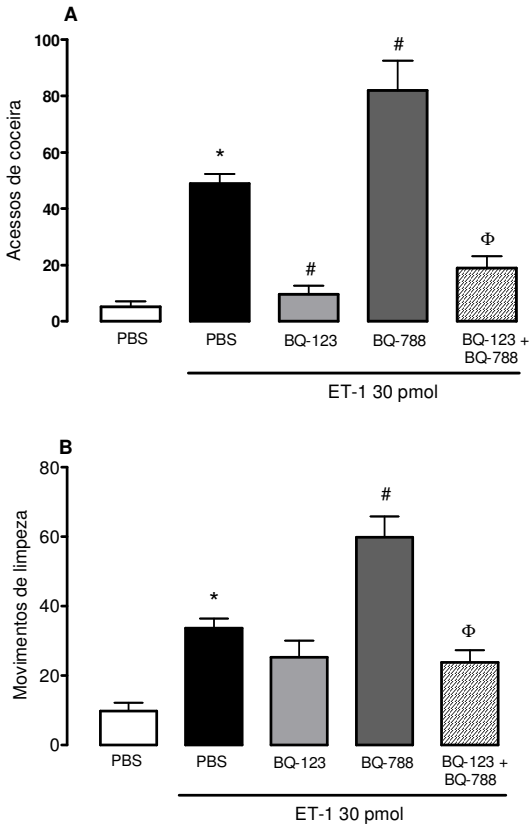 A
Acessos de coceira
100
80
60
40
20
0
*
#
#
Φ
PBS PBS BQ-123 BQ-788 BQ-123 +
BQ-788
ET-1 30 pmol
B
Movimentos de limpeza
80
60
40
20
0
*
#
Φ
PBS PBS BQ-123 BQ-788 BQ-123 +
BQ-788
ET-1 30 pmol